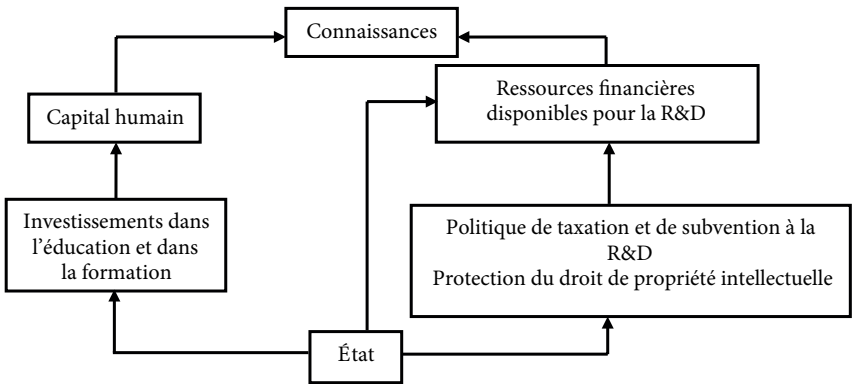 Connaissances
Capital humain
Ressources financières
disponibles pour la R&D
Investissements dans
l’éducation et dans
la formation
Politique de taxation et de subvention à la
R&D
Protection du droit de propriété intellectuelle
État